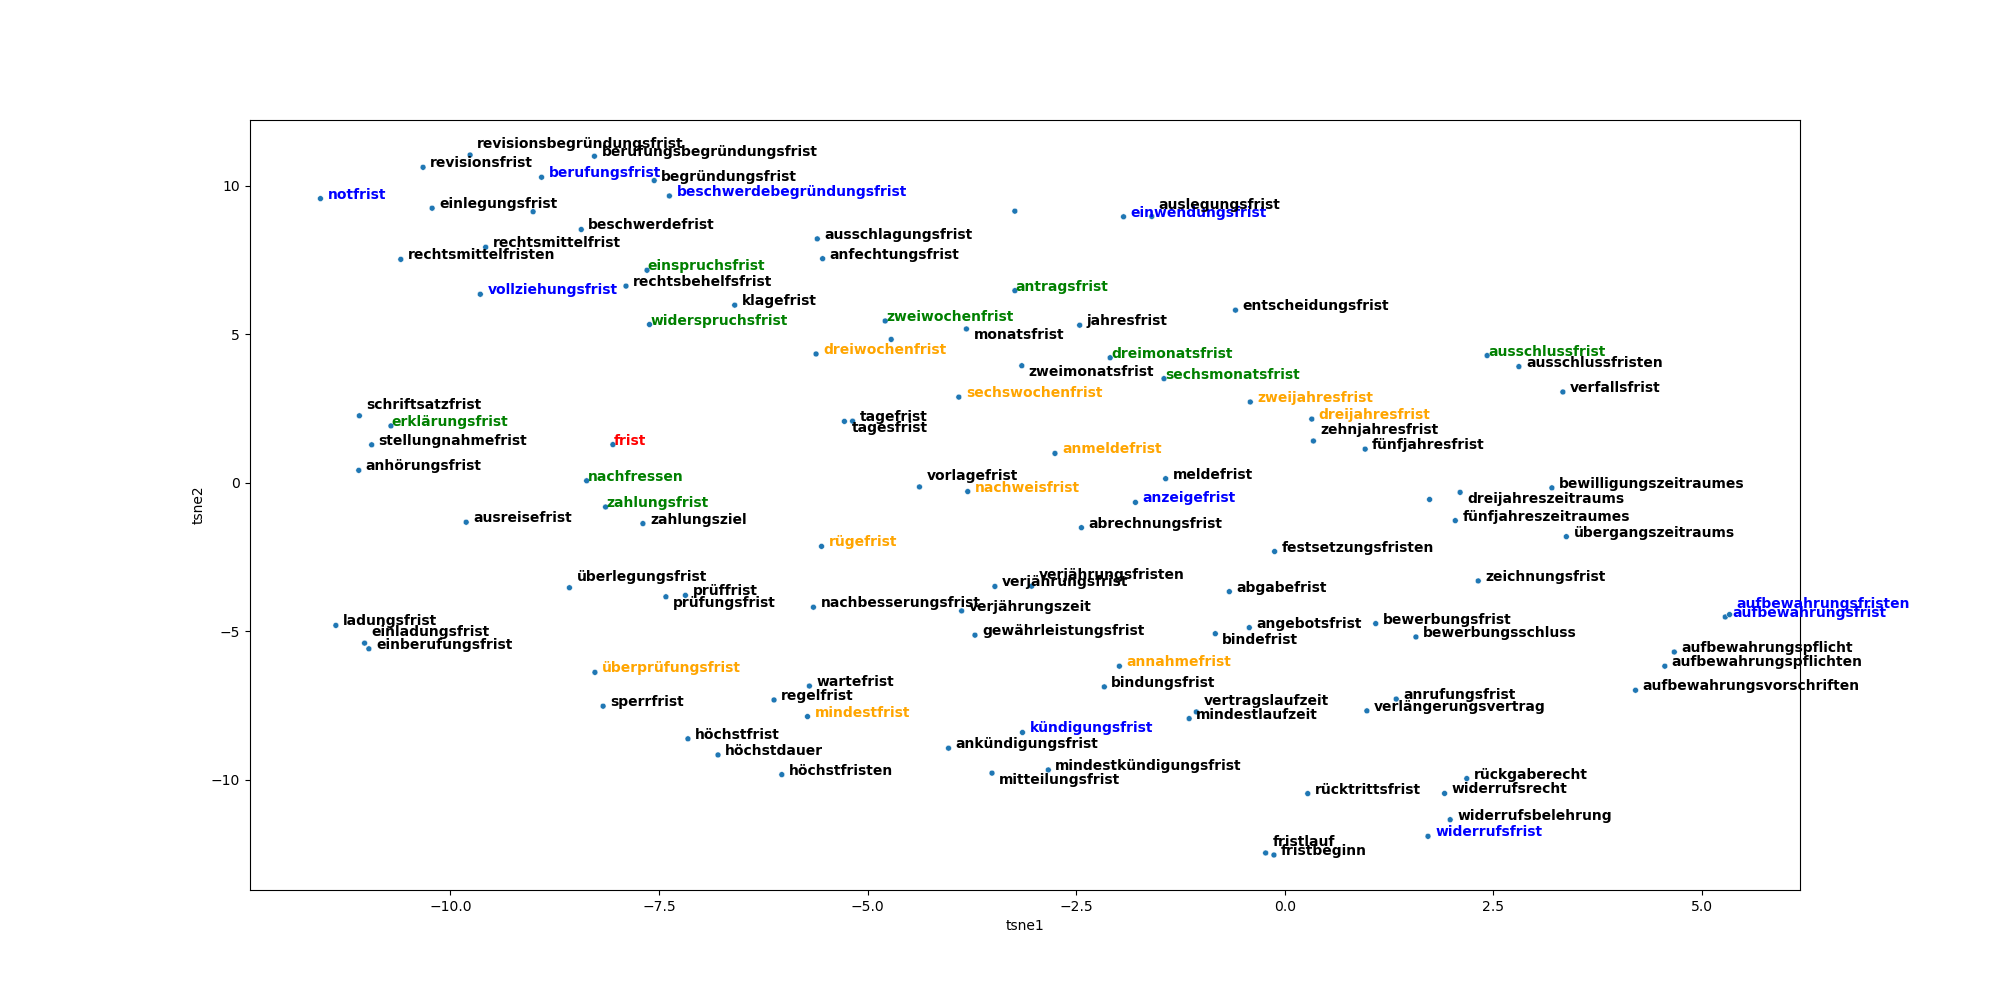 revisionsbegründungsfrist
berufungsbegründungsfrist
revisionsfrist
berufungsfrist
begründungsfrist
beschwerdebegründungsfrist
notfrist
einlegungsfrist
auslegungsfrist
einwendungsfrist
beschwerdefrist
ausschlagungsfrist
rechtsmittelfrist
rechtsmittelfristen
anfechtungsfrist
einspruchsfrist
rechtsbehelfsfrist
vollziehungsfrist
antragsfrist
klagefrist
entscheidungsfrist
widerspruchsfrist
zweiwochenfrist
jahresfrist
monatsfrist
dreiwochenfrist
dreimonatsfrist
ausschlussfrist
ausschlussfristen
zweimonatsfrist
sechsmonatsfrist
verfallsfrist
sechswochenfrist
zweijahresfrist
schriftsatzfrist
dreijahresfrist
erklärungsfrist
tagefrist
tagesfrist
zehnjahresfrist
stellungnahmefrist
frist
fünfjahresfrist
anmeldefrist
anhörungsfrist
nachfressen
vorlagefrist
meldefrist
nachweisfrist
bewilligungszeitraumes
anzeigefrist
dreijahreszeitraums
zahlungsfrist
ausreisefrist
zahlungsziel
abrechnungsfrist
fünfjahreszeitraumes
übergangszeitraums
rügefrist
festsetzungsfristen
überlegungsfrist
verjährungsfristen
verjährungsfrist
zeichnungsfrist
prüffrist
prüfungsfrist
abgabefrist
nachbesserungsfrist
verjährungszeit
aufbewahrungsfristen
aufbewahrungsfrist
ladungsfrist
einladungsfrist
einberufungsfrist
gewährleistungsfrist
angebotsfrist
bindefrist
bewerbungsfrist
bewerbungsschluss
aufbewahrungspflicht
aufbewahrungspflichten
überprüfungsfrist
annahmefrist
wartefrist
bindungsfrist
aufbewahrungsvorschriften
sperrfrist
regelfrist
mindestfrist
vertragslaufzeit
mindestlaufzeit
anrufungsfrist
verlängerungsvertrag
höchstfrist
höchstdauer
kündigungsfrist
ankündigungsfrist
höchstfristen
mindestkündigungsfrist
mitteilungsfrist
rückgaberecht
rücktrittsfrist
widerrufsrecht
widerrufsbelehrung
widerrufsfrist
fristlauf
fristbeginn
10
5
0
−5
−10
tsne2
−10.0 −7.5 −5.0 −2.5 0.0 2.5 5.0
tsne1